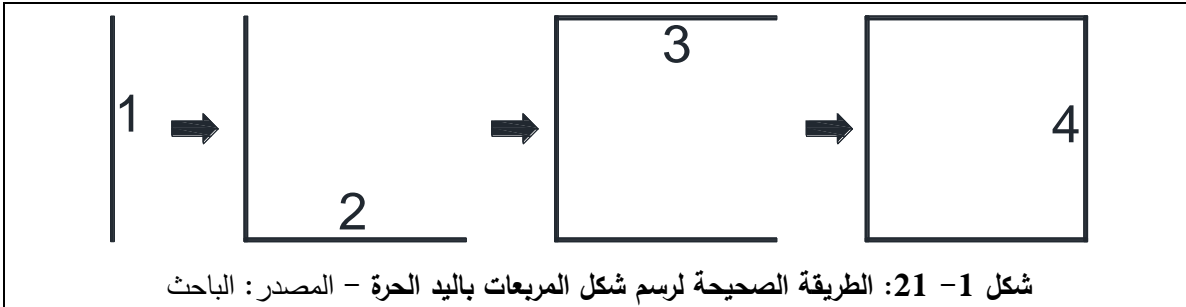 1
2
3
4
شكل 1- 21: الطريقة الصحيحة لرسم شكل المربعات باليد الحرة – المصدر: الباحث